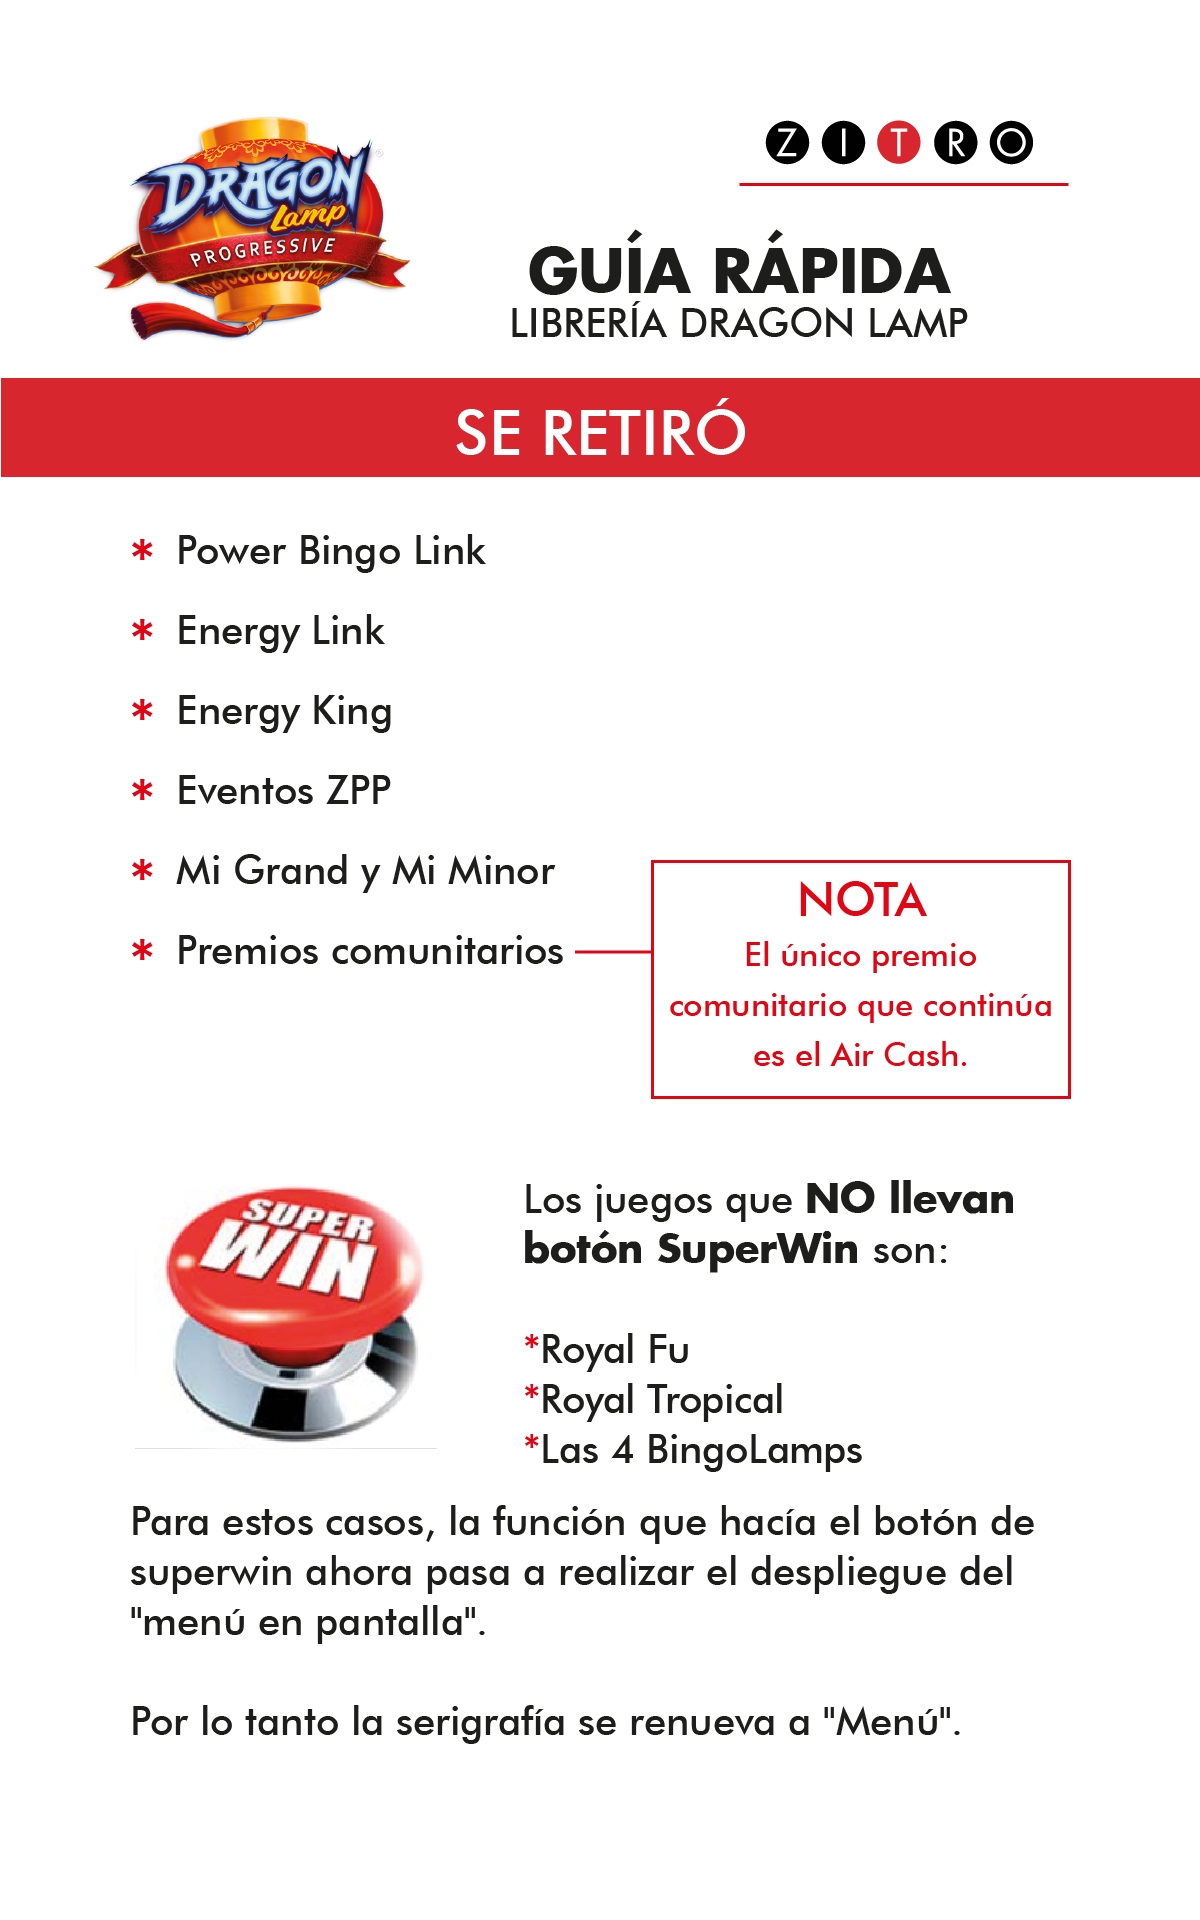 DRAGON
Lamp
PROGRESSIVE
ZITRO
GUÍA RÁPIDA
LIBRERÍA DRAGON LAMP
SE RETIRÓ
* Power Bingo Link
* Energy Link
* Energy King
* Eventos ZPP
* Mi Grand y Mi Minor
* Premios comunitarios
NOTA
El único premio
comunitario que continúa
es el Air Cash.
SUPER
WIN
Los juegos que NO llevan
botón SuperWin son:
*Royal Fu
*Royal Tropical
*Las 4 BingoLamps
Para estos casos, la función que hacía el botón de
superwin ahora pasa a realizar el despliegue del
"menú en pantalla".
Por lo tanto la serigrafía se renueva a "Menú".